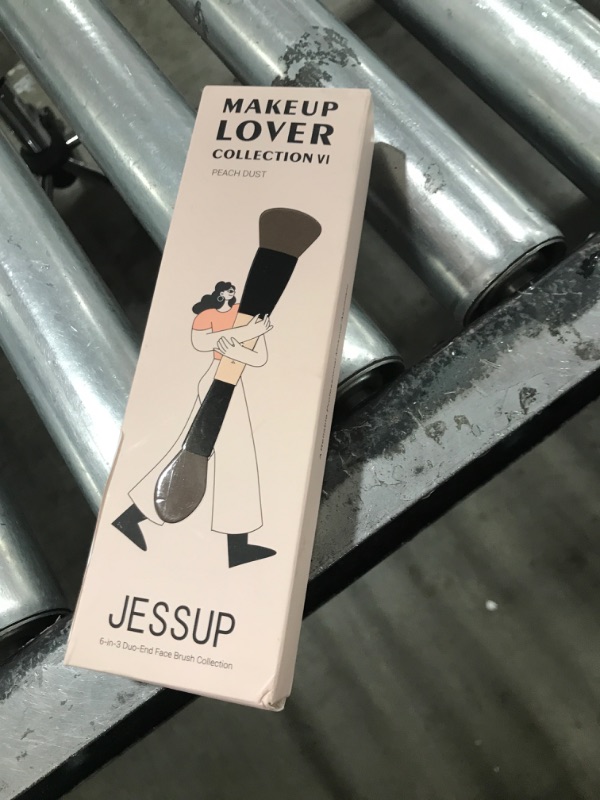 MAKEUP
LOVER
COLLECTION VI
PEACH DUST
JESSUP
6-in-3 Duo-End Face Brush Collection